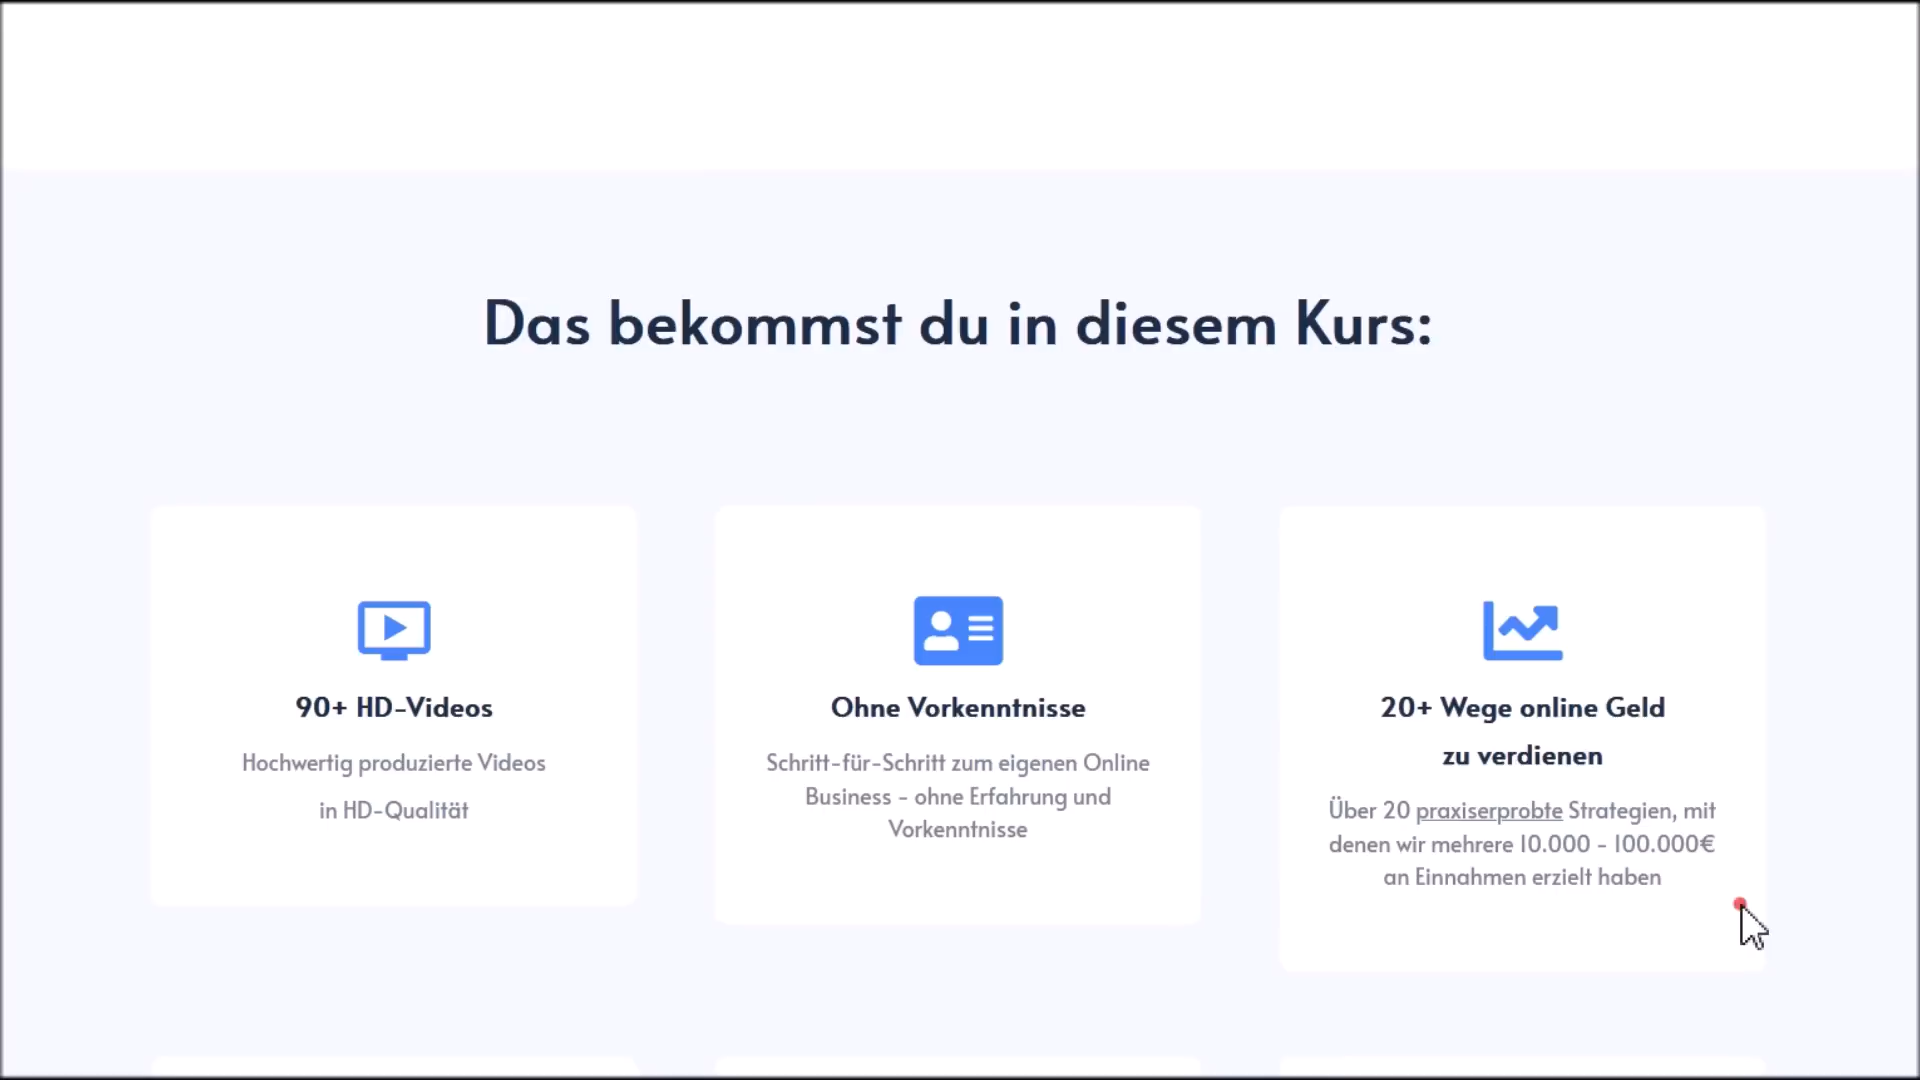 Das bekommst du in diesem Kurs:
90+ HD-Videos
Hochwertig produzierte Videos
in HD-Qualität
Ohne Vorkenntnisse
Schritt-für-Schritt zum eigenen Online
Business - ohne Erfahrung und
Vorkenntnisse
20+ Wege online Geld
zu verdienen
Über 20 praxiserprobte Strategien, mit
denen wir mehrere 10.000 - 100.000€
an Einnahmen erzielt haben